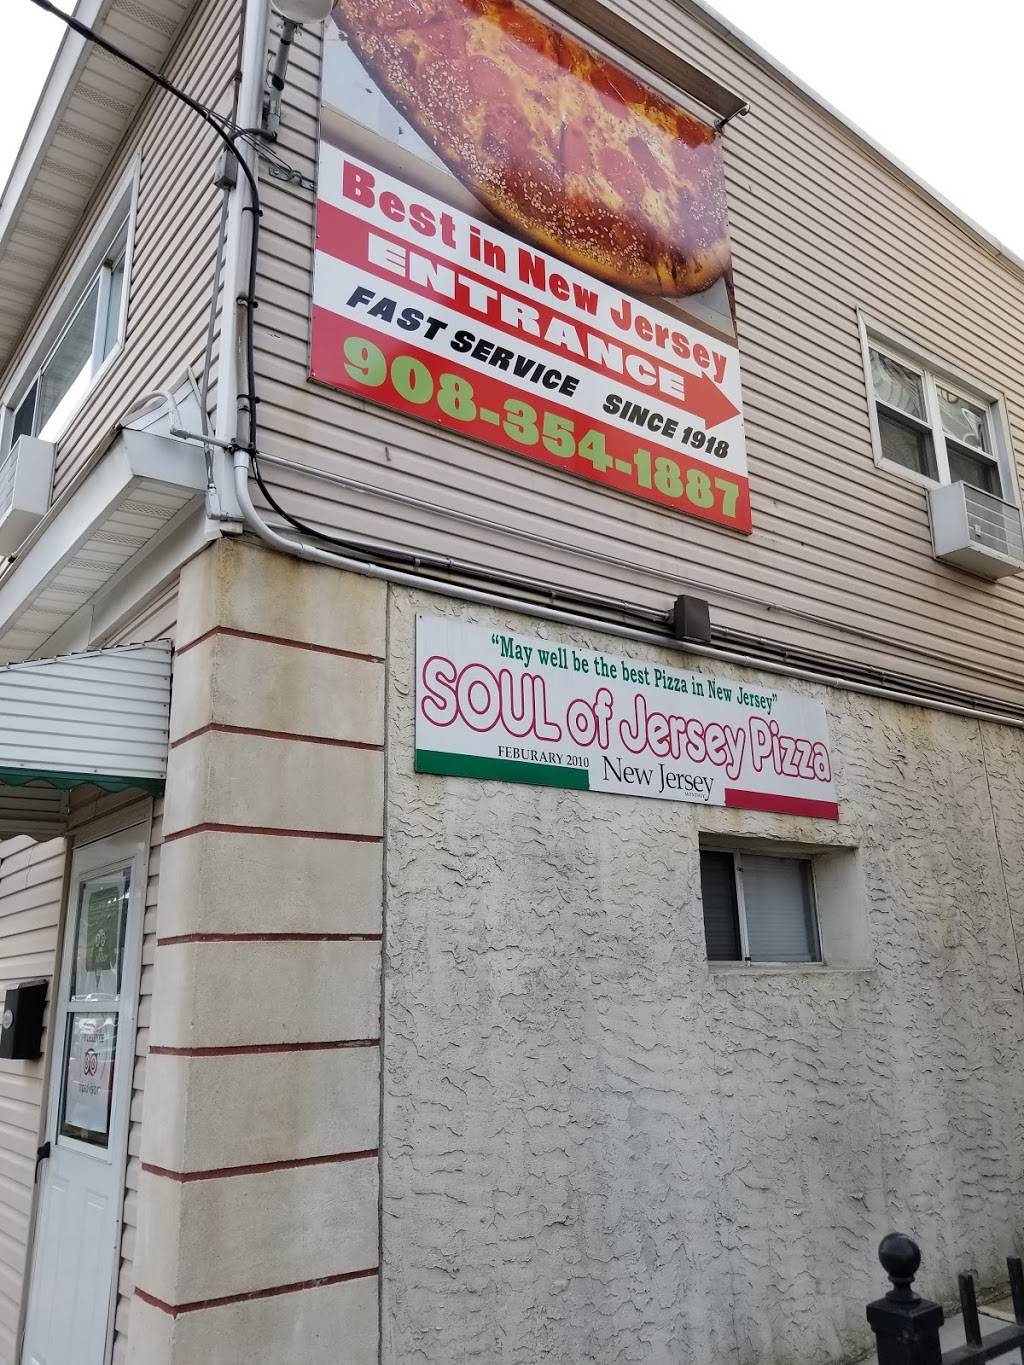 Best in New Jersey
ENTRANCE
FAST SERVICE SINCE 1918
908-354-1887
"May well be the best Pizza in New Jersey"
SOUL of Jersey Pizza
FEBURARY 2010 New Jersey
MONTHLY